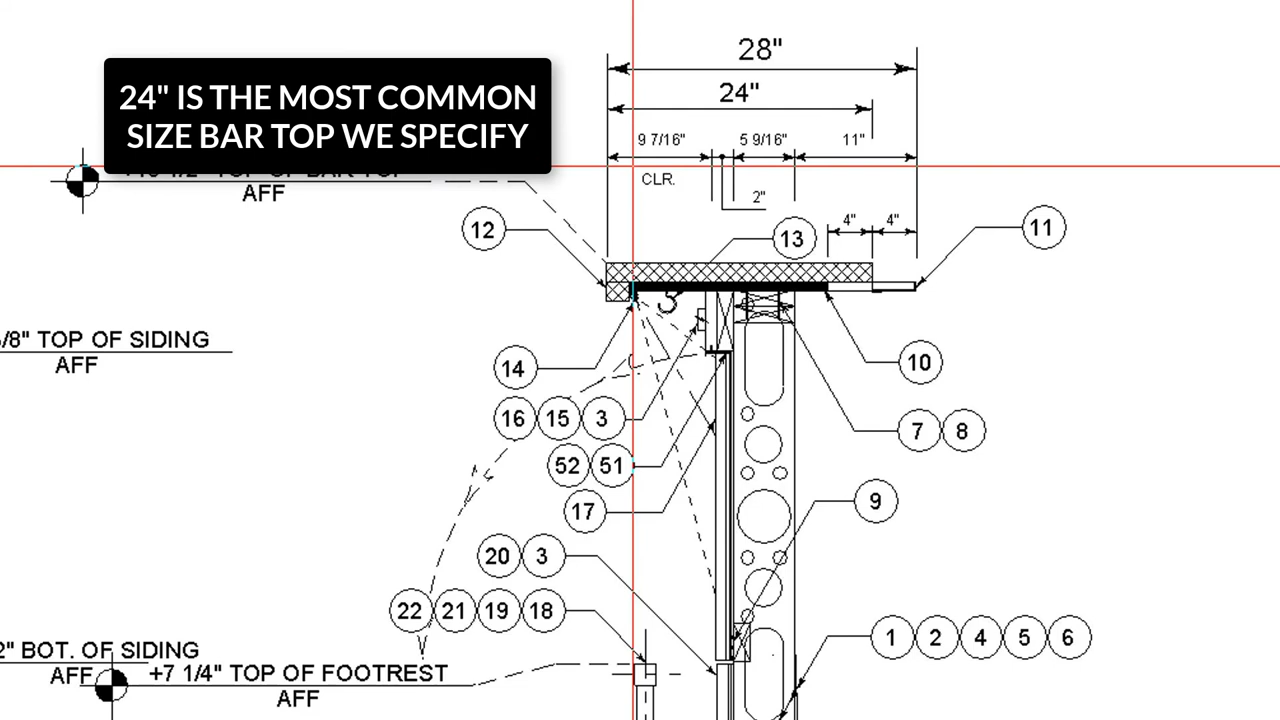 24" IS THE MOST COMMON
SIZE BAR TOP WE SPECIFY
28"
24"
9 7/16"
5 9/16"
11"
CLR.
2"
AFF
4"
4"
12
13
11
3"
/8" TOP OF SIDING
AFF
14
10
16 15 3
7 8
52 51
17
9
20 3
22 21 19 18
1 2 4 5 6
2" BOT. OF SIDING
AFF
+7 1/4" TOP OF FOOTREST
AFF